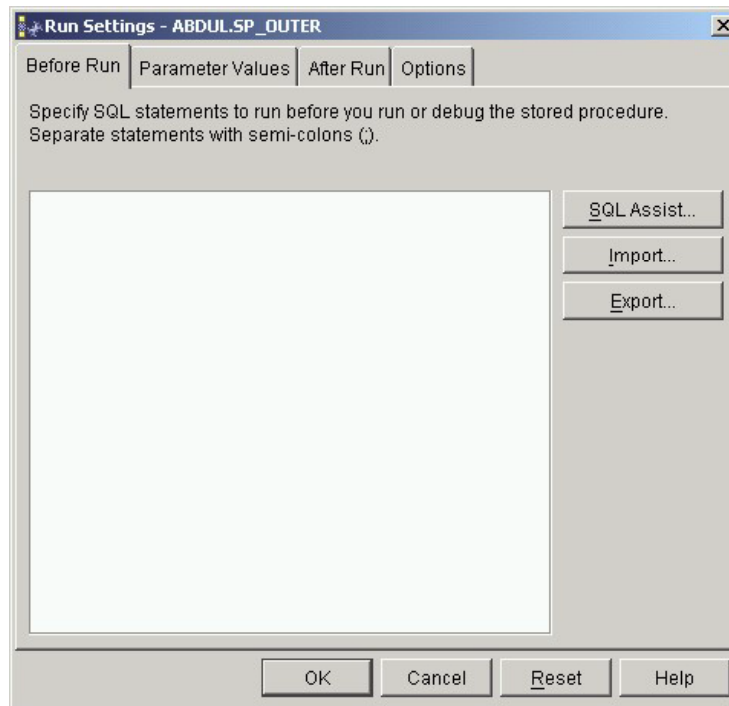 Run Settings - ABDUL.SP_OUTER
Before Run
Parameter Values
After Run
Options
Specify SQL statements to run before you run or debug the stored procedure.
Separate statements with semi-colons (;).
SQL Assist...
Import...
Export...
OK
Cancel
Reset
Help